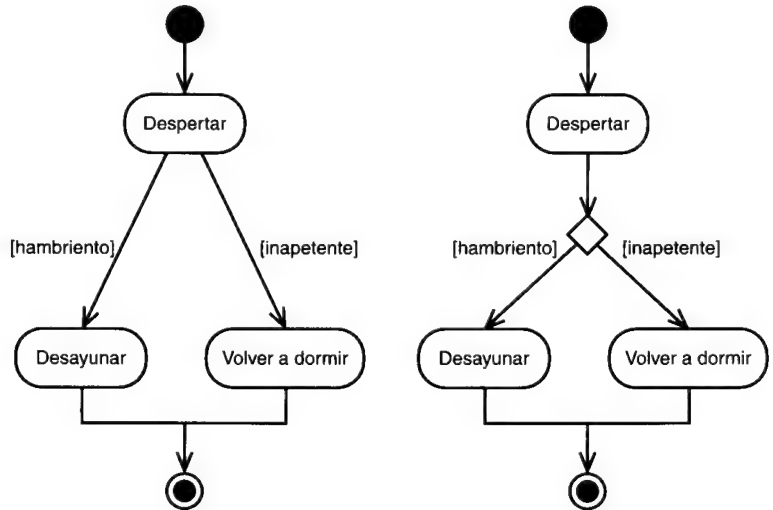 Despertar
[hambriento]
[inapetente]
Desayunar
Volver a dormir
Despertar
[hambriento]
[inapetente]
Desayunar
Volver a dormir